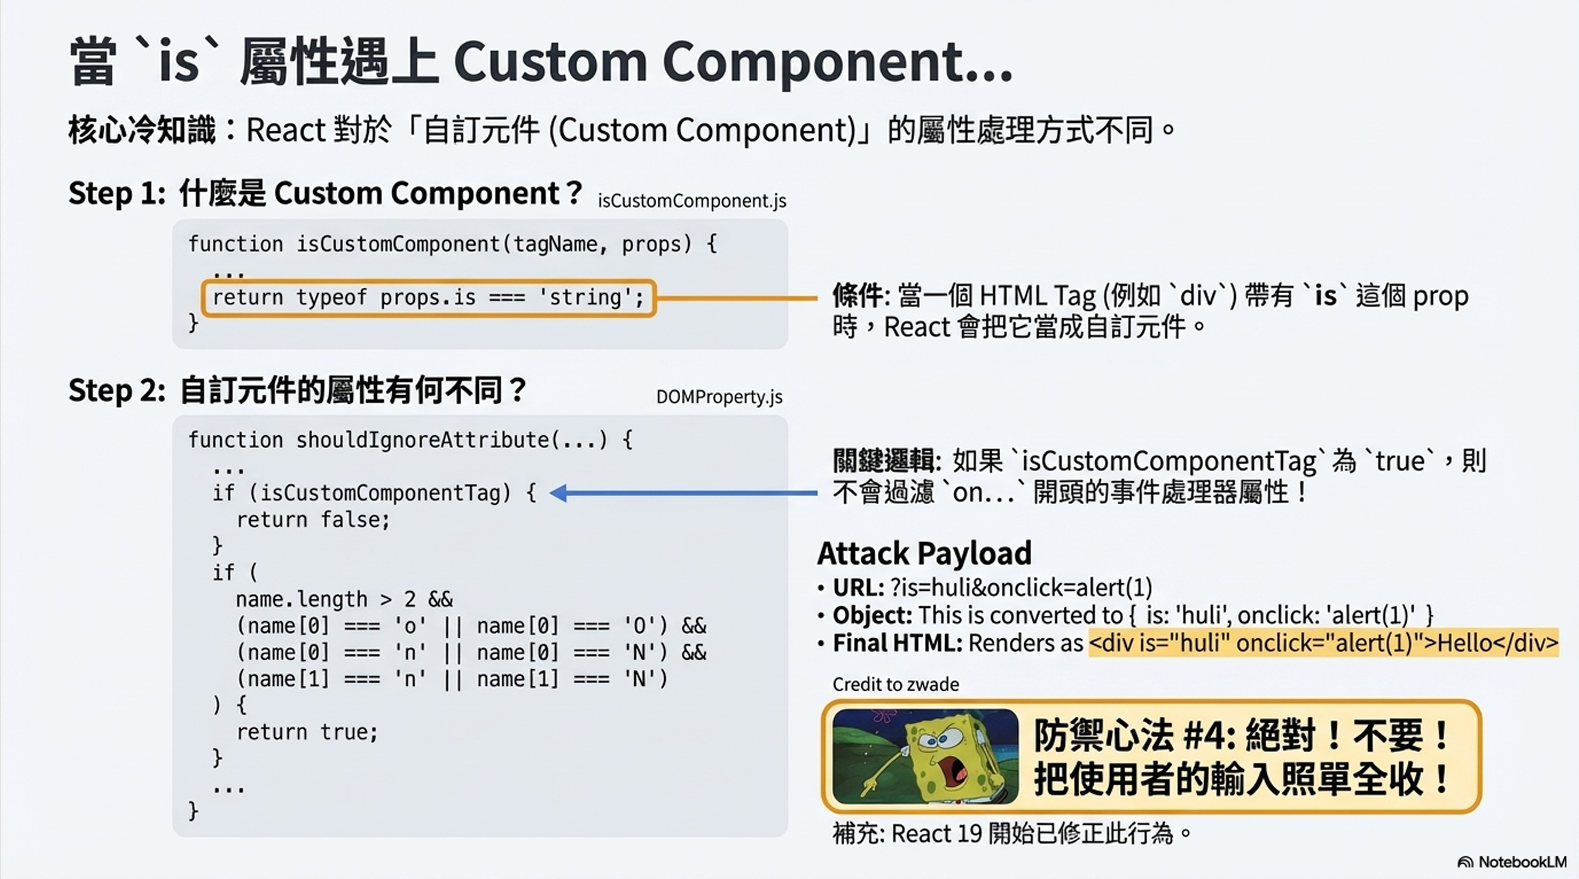 當 `is` 屬性遇上 Custom Component...
核心冷知識：React 對於「自訂元件 (Custom Component)」的屬性處理方式不同。
Step 1: 什麼是 Custom Component？ isCustomComponent.js
function isCustomComponent(tagName, props) {
...
return typeof props.is === 'string';
}
條件: 當一個 HTML Tag (例如 `div`) 帶有 `is` 這個 prop
時，React 會把它當成自訂元件。
Step 2: 自訂元件的屬性有何不同？ DOMProperty.js
function shouldIgnoreAttribute(...) {
...
if (isCustomComponentTag) {
return false;
}
if (
name.length > 2 &&
(name[0] === 'o' || name[0] === 'O') &&
(name[0] === 'n' || name[0] === 'N') &&
(name[1] === 'n' || name[1] === 'N')
) {
return true;
}
...
}
關鍵邏輯: 如果 `isCustomComponentTag` 為 `true`，則
不會過濾 `on...` 開頭的事件處理器屬性！
Attack Payload
• URL: ?is=huli&onclick=alert(1)
• Object: This is converted to { is: 'huli', onclick: 'alert(1)' }
• Final HTML: Renders as <div is="huli" onclick="alert(1)">Hello</div>
Credit to zwade
防禦心法 #4: 絕對！不要！
把使用者的輸入照單全收！
補充: React 19 開始已修正此行為。
NotebookLM